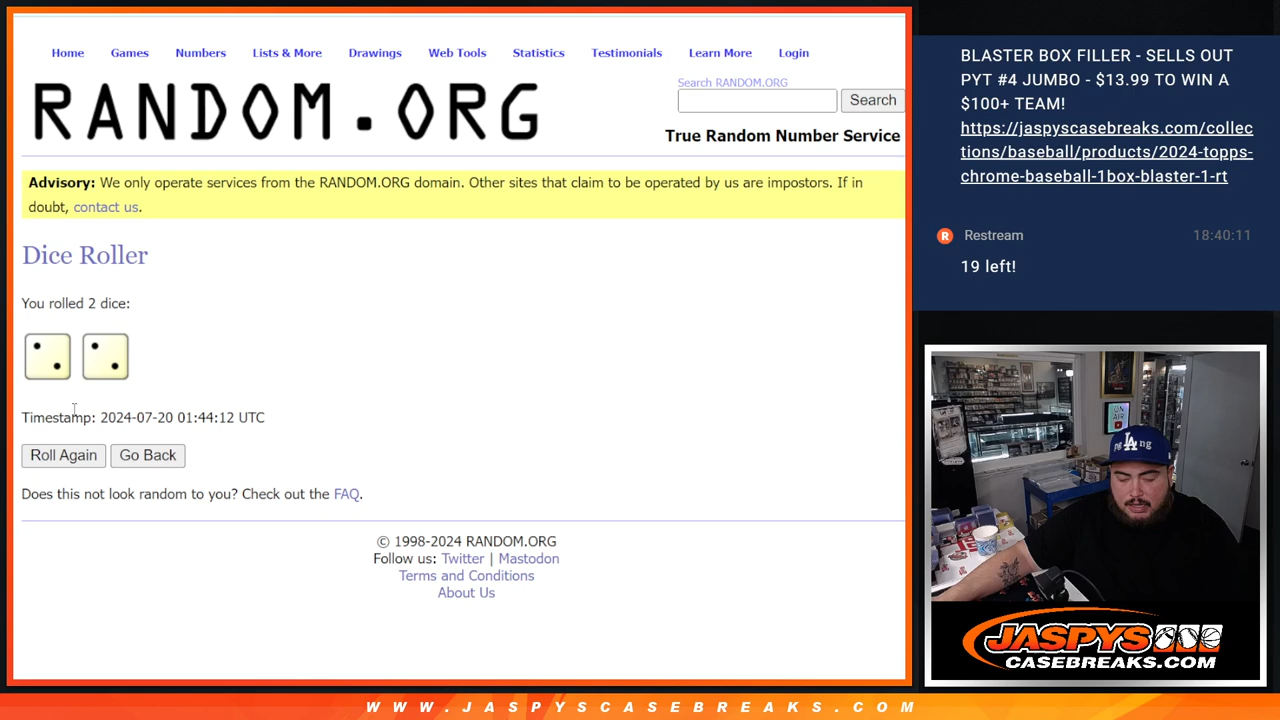 Home Games Numbers Lists & More Drawings Web Tools Statistics Testimonials Learn More Login
RANDOM.ORG
Search RANDOM.ORG
Search
True Random Number Service
Advisory: We only operate services from the RANDOM.ORG domain. Other sites that claim to be operated by us are impostors. If in
doubt, contact us.
Dice Roller
You rolled 2 dice:
Timestamp: 2024-07-20 01:44:12 UTC
Roll Again Go Back
Does this not look random to you? Check out the FAQ.
© 1998-2024 RANDOM.ORG
Follow us: Twitter | Mastodon
Terms and Conditions
About Us
BLASTER BOX FILLER - SELLS OUT
PYT #4 JUMBO - $13.99 TO WIN A
$100+ TEAM!
https://jaspyscasebreaks.com/collec
tions/baseball/products/2024-topps-
chrome-baseball-1box-blaster-1-rt
R Restream 18:40:11
19 left!
ON
AIR
LA
JASPYS
CASEBREAKS.COM
WWW.JASPYSCASEBREAKS.COM